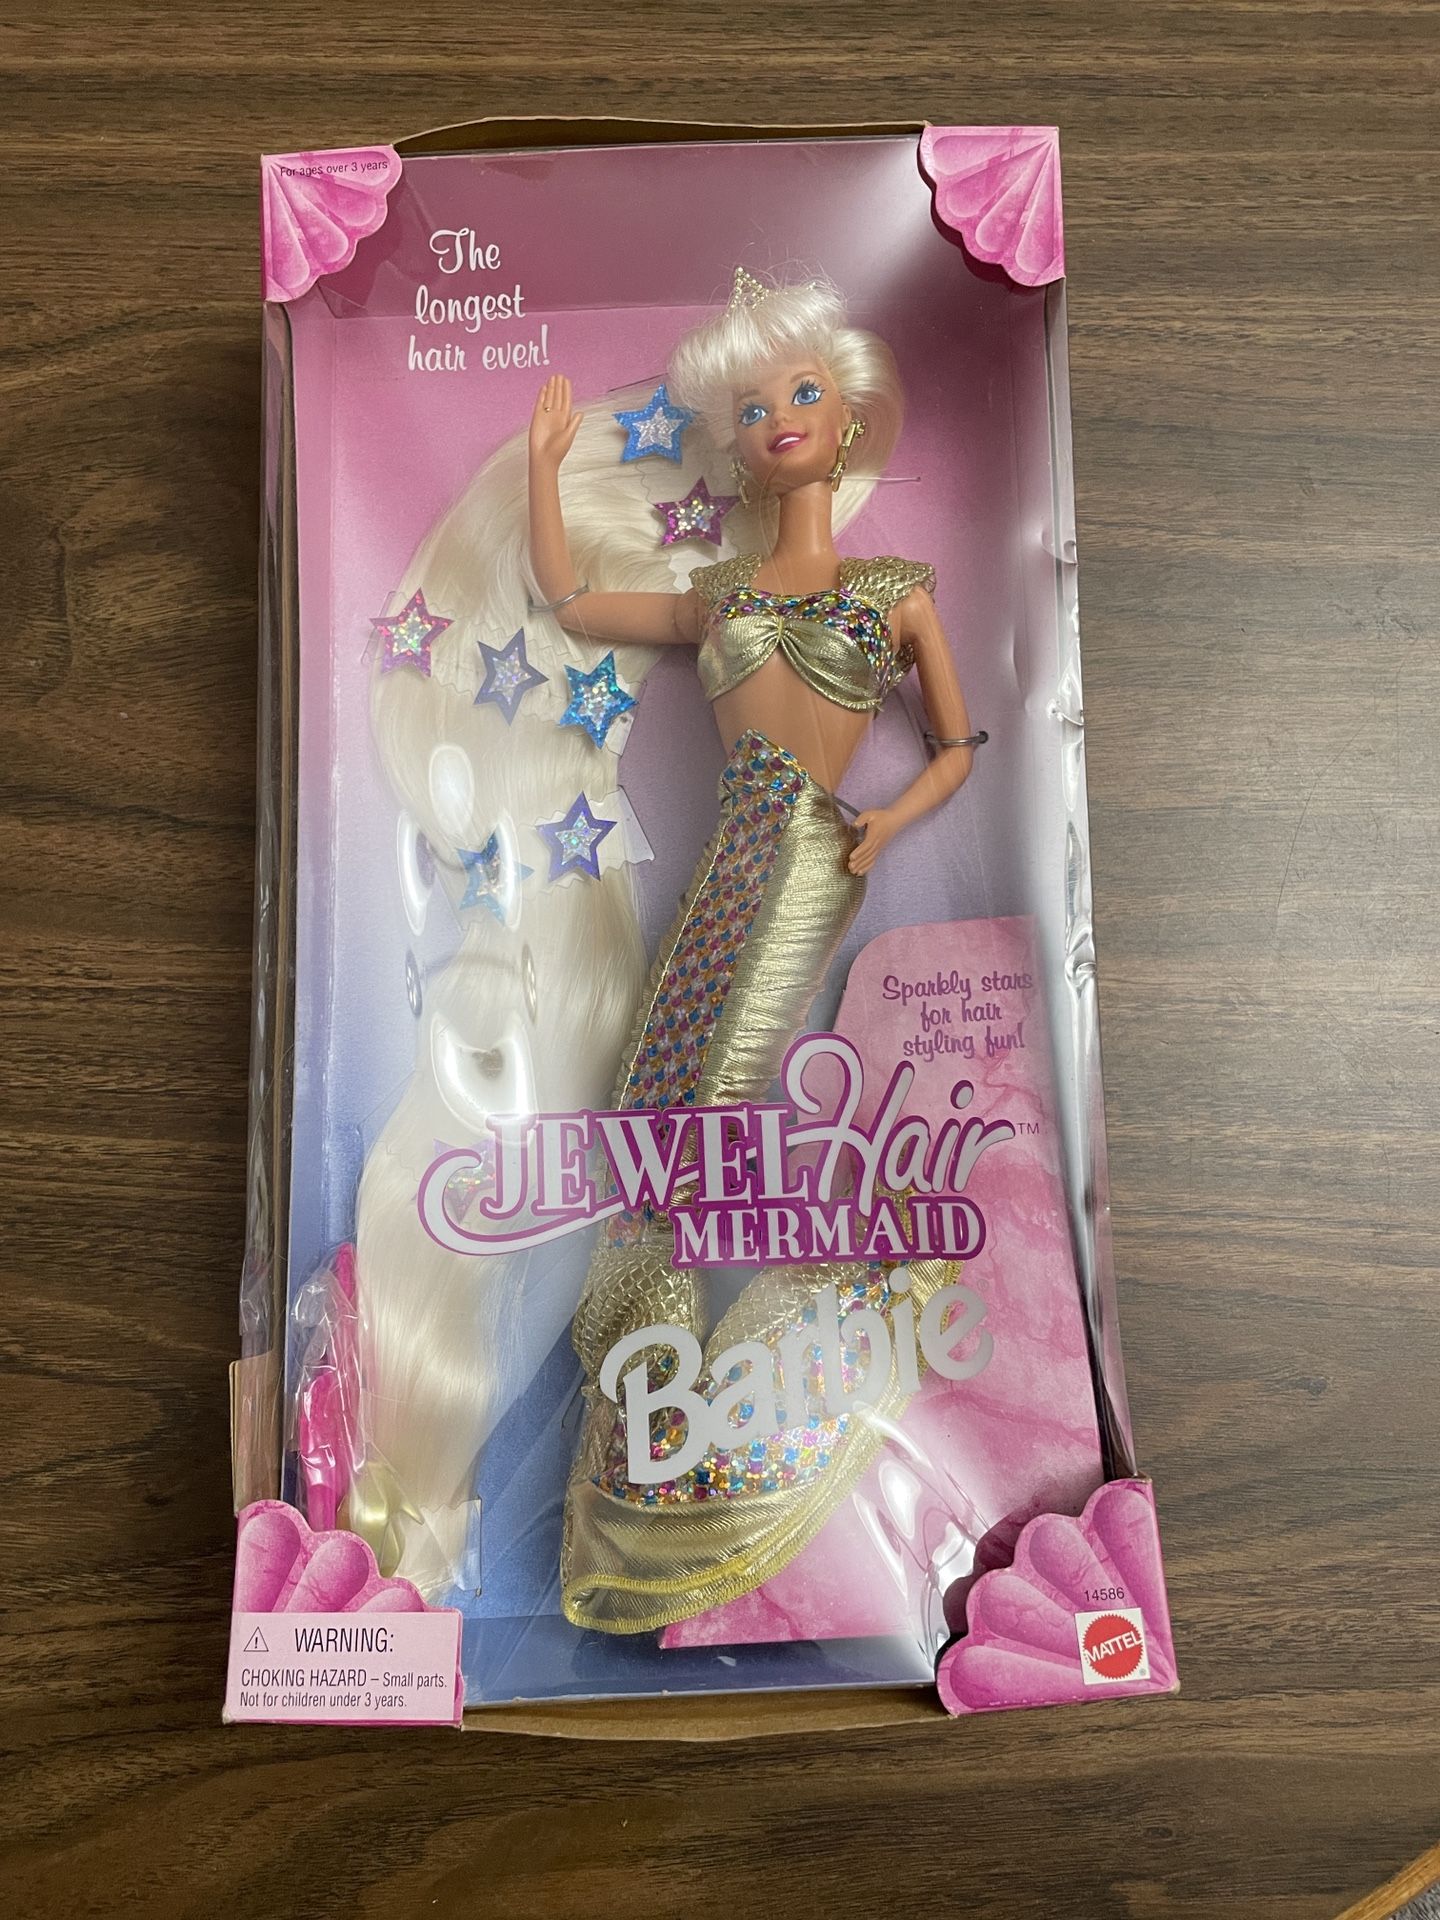 For ages over 3 years
The
longest
hair ever!
Sparkly stars
for hair
styling fun!
JEWEL Hair™
MERMAID
Barbie
14586
MATTEL
®
⚠ WARNING:
CHOKING HAZARD – Small parts.
Not for children under 3 years.